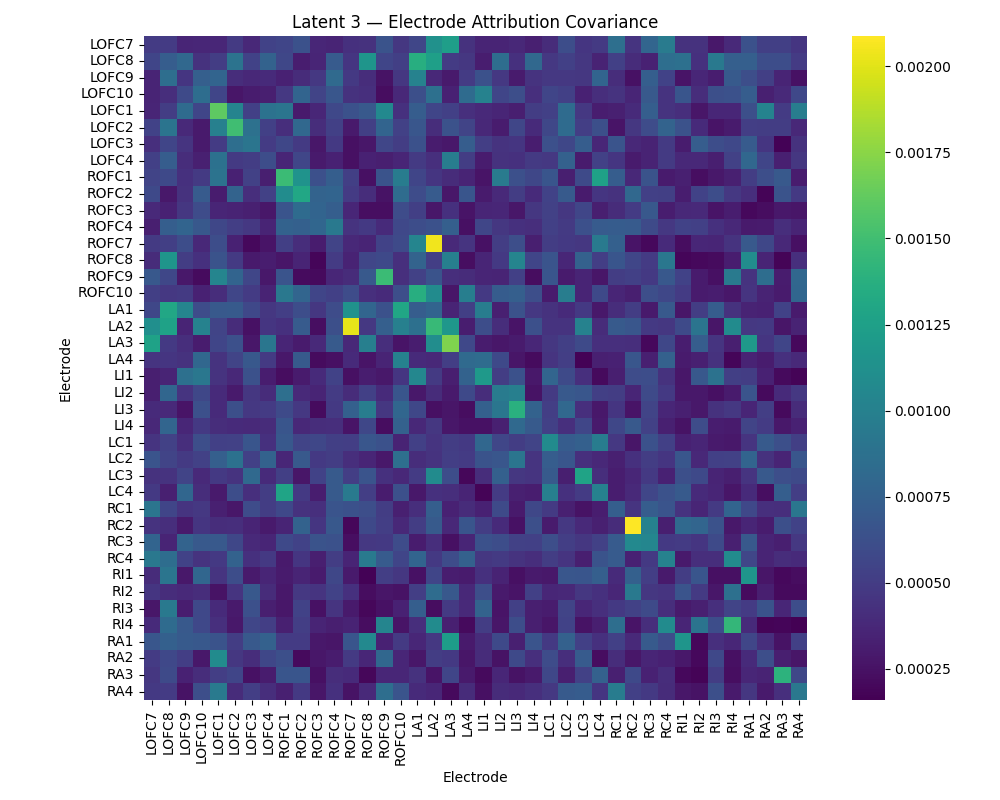 Latent 3 — Electrode Attribution Covariance
LOFC7
LOFC8
LOFC9
LOFC10
LOFC1
LOFC2
LOFC3
LOFC4
ROFC1
ROFC2
ROFC3
ROFC4
ROFC7
ROFC8
ROFC9
ROFC10
LA1
LA2
LA3
LA4
LI1
LI2
LI3
LI4
LC1
LC2
LC3
LC4
RC1
RC2
RC3
RC4
RI1
RI2
RI3
RI4
RA1
RA2
RA3
RA4
Electrode
LOFC7
LOFC8
LOFC9
LOFC10
LOFC1
LOFC2
LOFC3
LOFC4
ROFC1
ROFC2
ROFC3
ROFC4
ROFC7
ROFC8
ROFC9
ROFC10
LA1
LA2
LA3
LA4
LI1
LI2
LI3
LI4
LC1
LC2
LC3
LC4
RC1
RC2
RC3
RC4
RI1
RI2
RI3
RI4
RA1
RA2
RA3
RA4
Electrode
0.00200
0.00175
0.00150
0.00125
0.00100
0.00075
0.00050
0.00025